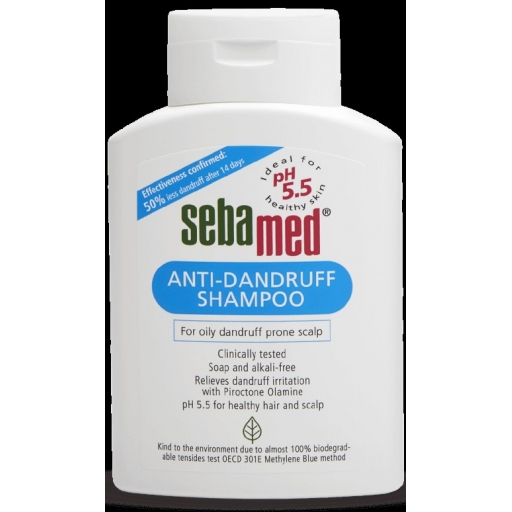 Effectiveness confirmed:
50% less dandruff after 14 days
Ideal for
pH
5.5
healthy skin
sebamed®
ANTI-DANDRUFF
SHAMPOO
For oily dandruff prone scalp
Clinically tested
Soap and alkali-free
Relieves dandruff irritation
with Piroctone Olamine
pH 5.5 for healthy hair and scalp
Kind to the environment due to almost 100% biodegrad-
able tensides test OECD 301E Methylene Blue method